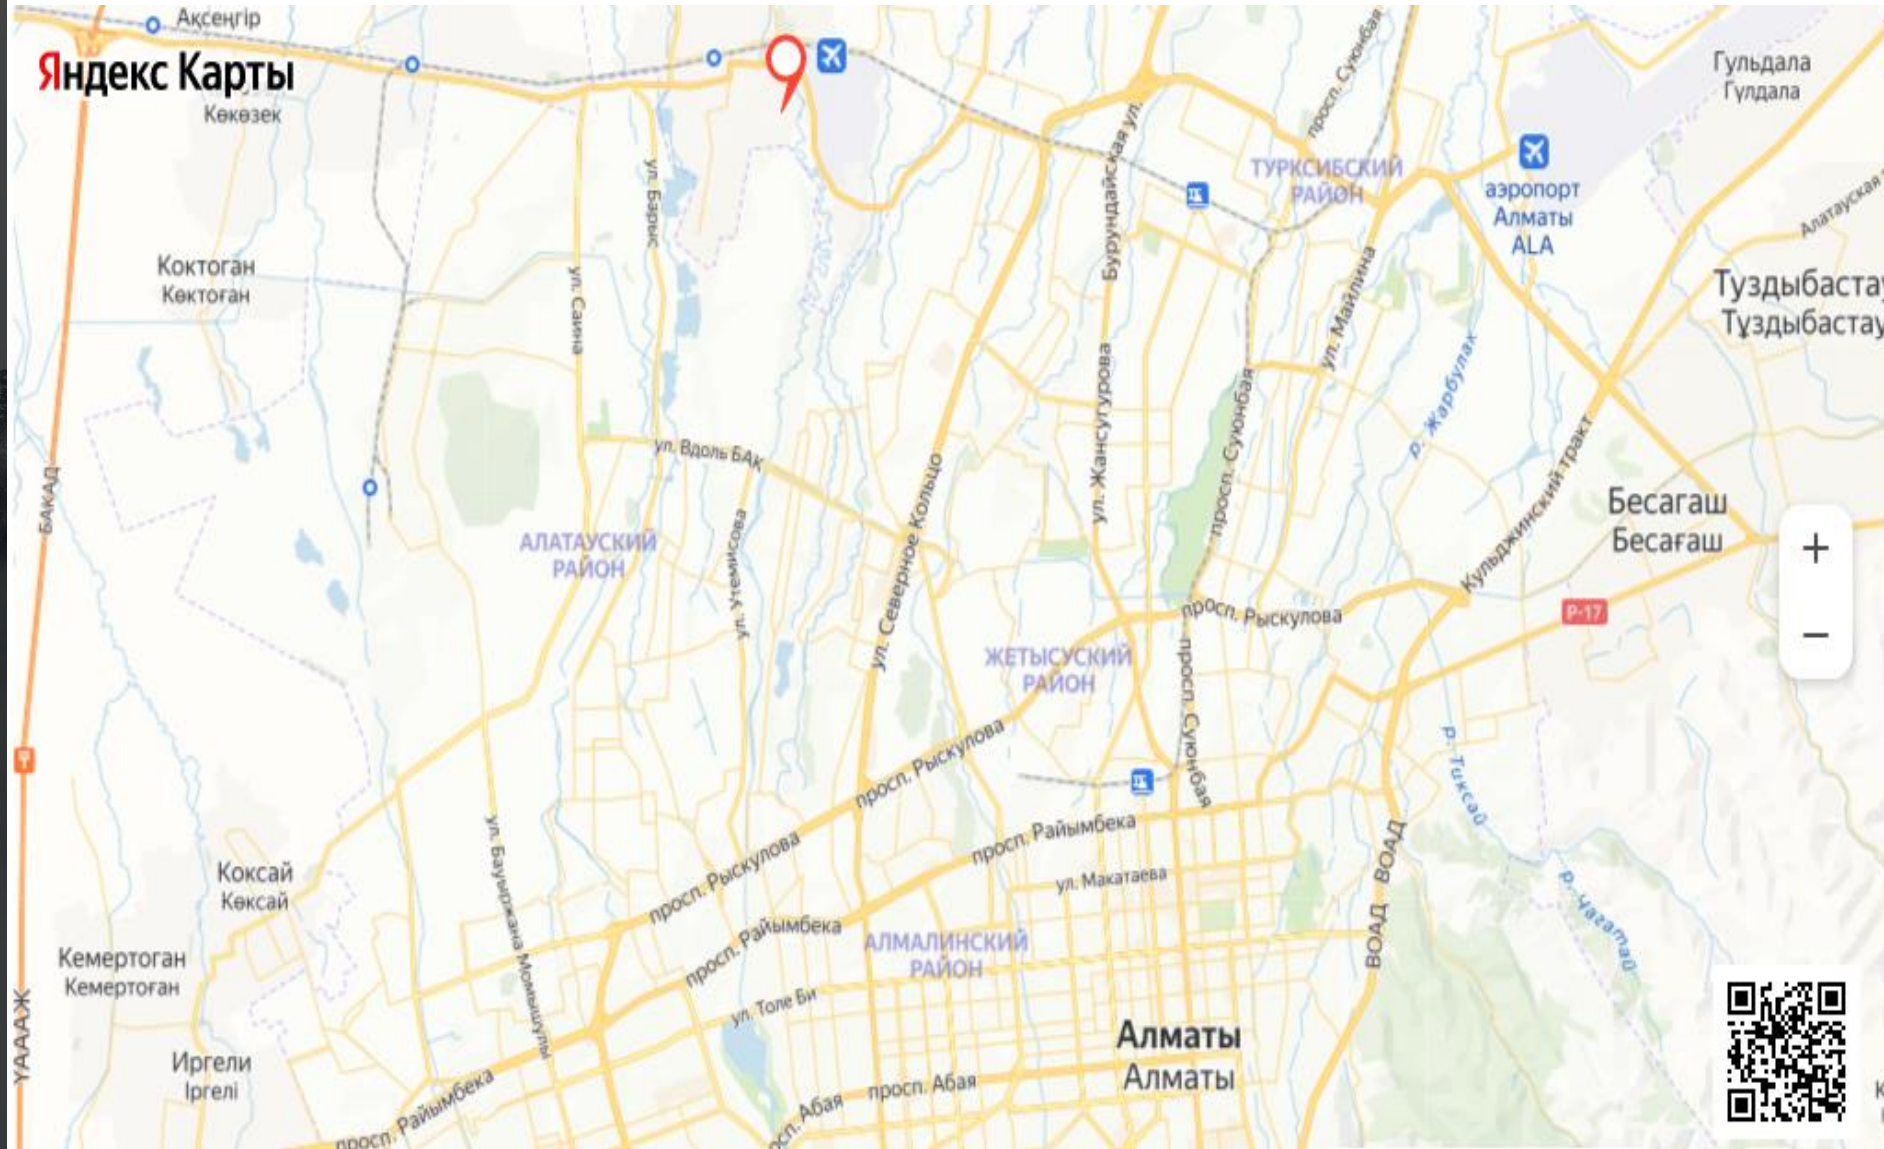 Ақсеңгір
Яндекс Карты
Көкөзек
Гульдала
Гүлдала
просп. Суюнбая
ТУРКСИБСКИЙ
РАЙОН
аэропорт
Алматы
ALA
Алатауская
ул. Барыс
Бурундайская ул.
Коктоган
Көктоған
ул. Саина
ул. Майлина
Туздыбастау
Тұздыбастау
р. Жарбулак
ул. Жансугурова
просп. Суюнбая
ул. Вдоль БАК
БАКАД
ул. Северное Кольцо
Кульджинский тракт
Бесагаш
Бесағаш
АЛАТАУСКИЙ
РАЙОН
ул. Утемисова
просп. Рыскулова
Р-17
+
−
ЖЕТЫСУСКИЙ
РАЙОН
просп. Суюнбая
просп. Рыскулова
р. Тиксай
просп. Рыскулова
просп. Райымбека
ул. Бауыржана Момышулы
ВОАД
ВОАД
Коксай
Көксай
ул. Макатаева
р. Чагатай
просп. Райымбека
АЛМАЛИНСКИЙ
РАЙОН
Кемертоган
Кемертоған
ҮАААЖ
ул. Толе Би
Алматы
Алматы
Иргели
Іргелі
просп. Абая
просп. Райымбека
Абая